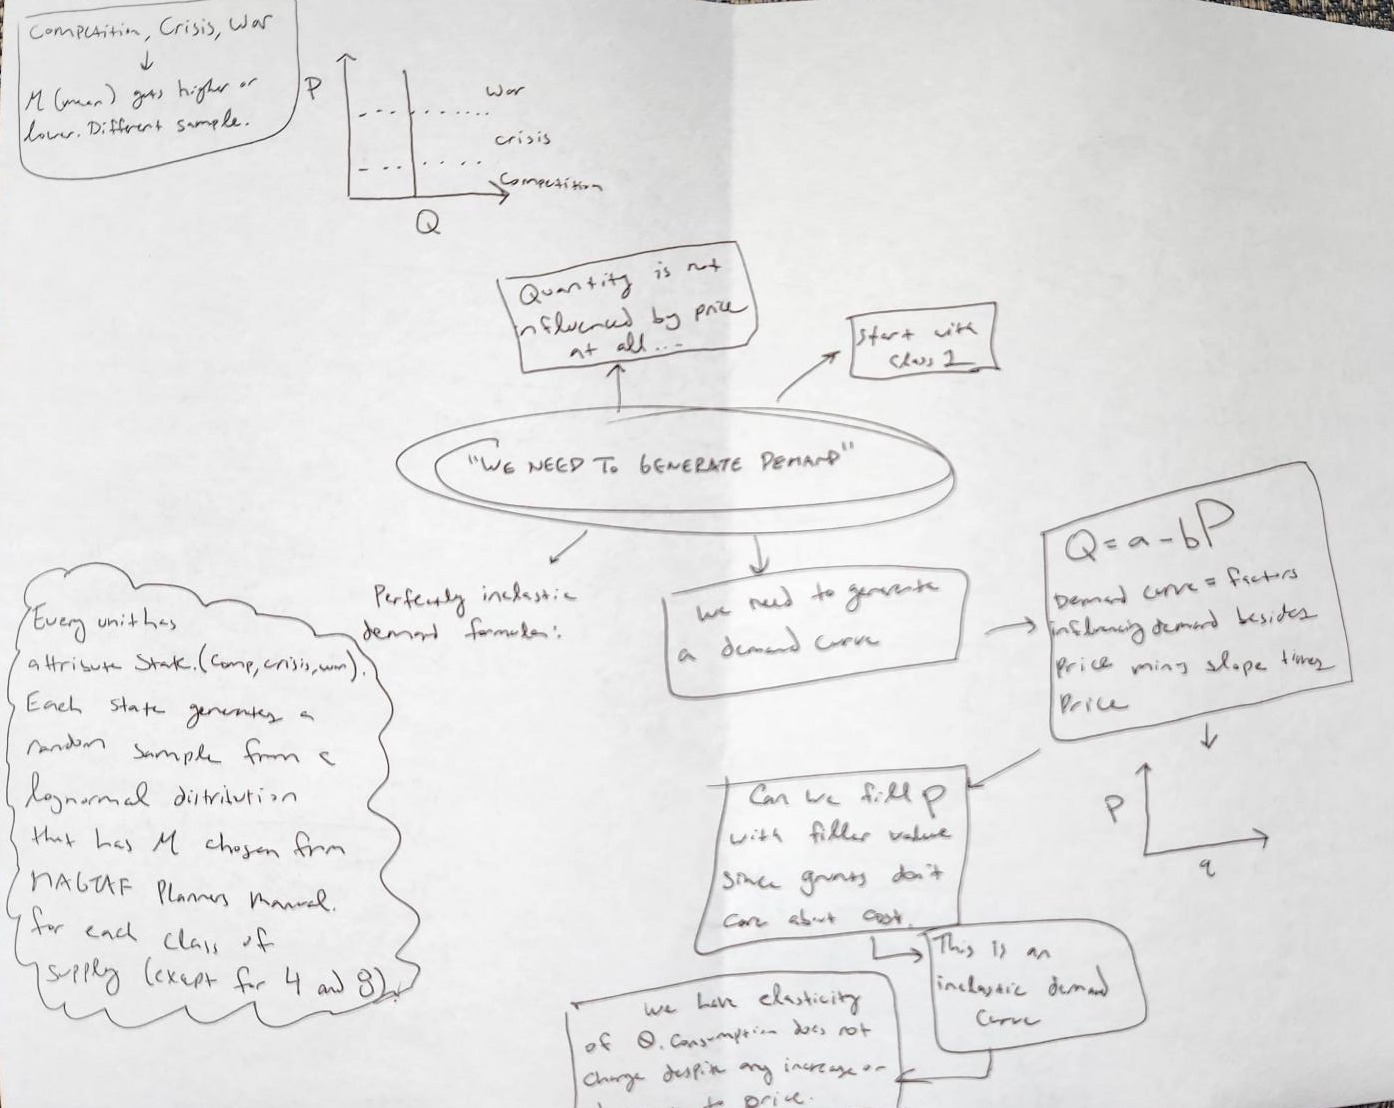 Competition, Crisis, War
↓
M (mean) gets higher or
lower. Different sample.
P
War
crisis
Competition
Q
Quantity is not
influenced by price
at all...
Start with
Class 1
"WE NEED TO GENERATE DEMAND"
Perfectly inelastic
demand formula:
We need to generate
a demand curve
Q = a - bP
Demand curve = factors
influencing demand besides
price minus slope times
Price
P
q
Every unit has
attribute State. (Comp, crisis, war).
Each state generates a
random sample from a
lognormal distribution
that has M chosen from
MAGTAF Planners Manual.
for each class of
supply (except for 4 and 8).
Can we fill P
with filler value
since grunts don't
care about cost.
This is an
inelastic demand
Curve
We have elasticity
of Q. Consumption does not
change despite any increase or
to price.